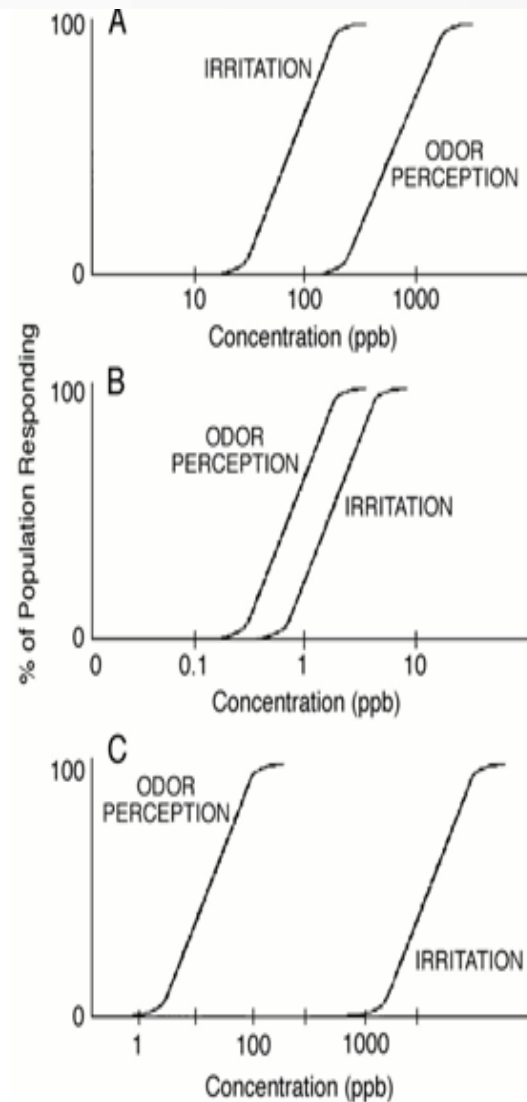 % of Population Responding
A
100
IRRITATION
ODOR
PERCEPTION
0
10 100 1000
Concentration (ppb)
B
100
ODOR
PERCEPTION
IRRITATION
0
0 0.1 1 10
Concentration (ppb)
C
100
ODOR
PERCEPTION
IRRITATION
0
1 100 1000
Concentration (ppb)